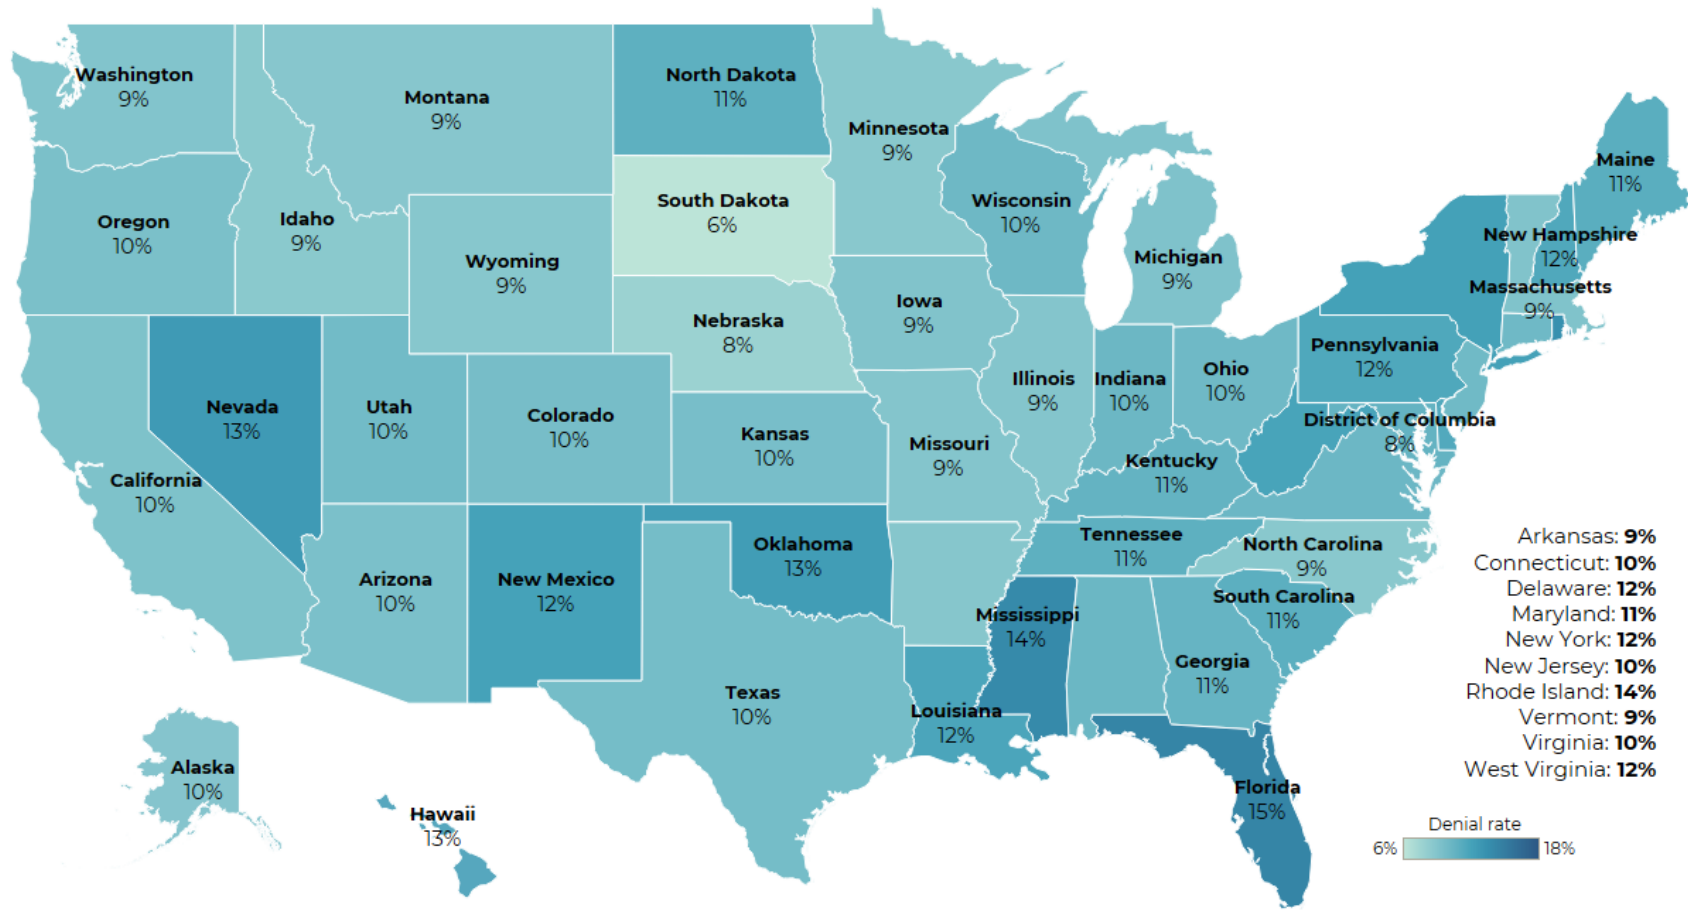 Washington
9%
Montana
9%
North Dakota
11%
Minnesota
9%
Maine
11%
Oregon
10%
Idaho
9%
South Dakota
6%
Wisconsin
10%
New Hampshire
12%
Wyoming
9%
Michigan
9%
Massachusetts
9%
Iowa
9%
Nebraska
8%
Pennsylvania
12%
Nevada
13%
Utah
10%
Colorado
10%
Illinois
9%
Indiana
10%
Ohio
10%
District of Columbia
8%
Kansas
10%
Missouri
9%
Kentucky
11%
California
10%
Oklahoma
13%
Tennessee
11%
North Carolina
9%
Arizona
10%
New Mexico
12%
Mississippi
14%
South Carolina
11%
Georgia
11%
Texas
10%
Louisiana
12%
Alaska
10%
Hawaii
13%
Florida
15%
Arkansas: 9%
Connecticut: 10%
Delaware: 12%
Maryland: 11%
New York: 12%
New Jersey: 10%
Rhode Island: 14%
Vermont: 9%
Virginia: 10%
West Virginia: 12%
Denial rate
6% 18%